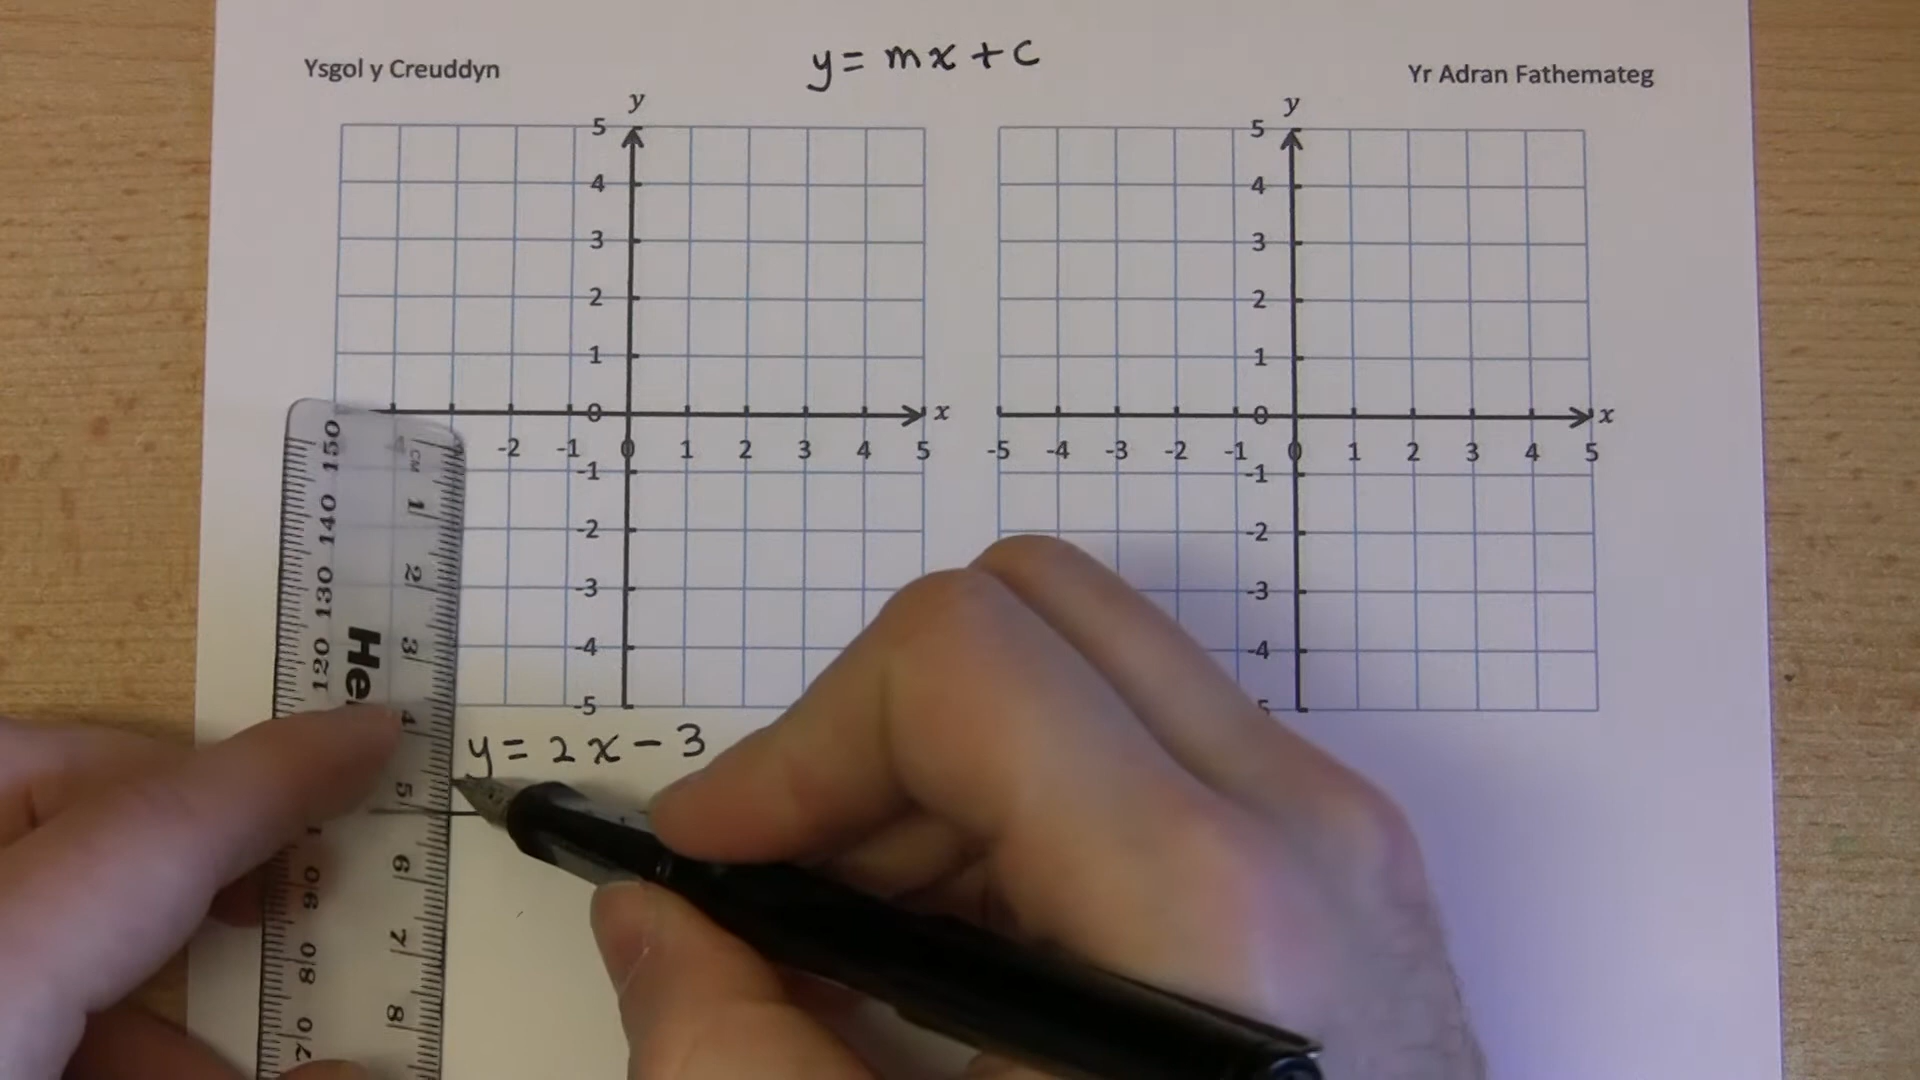 y = mx + c
Ysgol y Creuddyn
Yr Adran Fathemateg
y
5
4
3
2
1
0
x
-2 -1 0 1 2 3 4 5
-1
-2
-3
-4
-5
y
5
4
3
2
1
0
x
-5 -4 -3 -2 -1 0 1 2 3 4 5
-1
-2
-3
-4
y = 2x - 3
150
140
130
120
90
80
CM
1
2
3
4
5
6
7
8
He